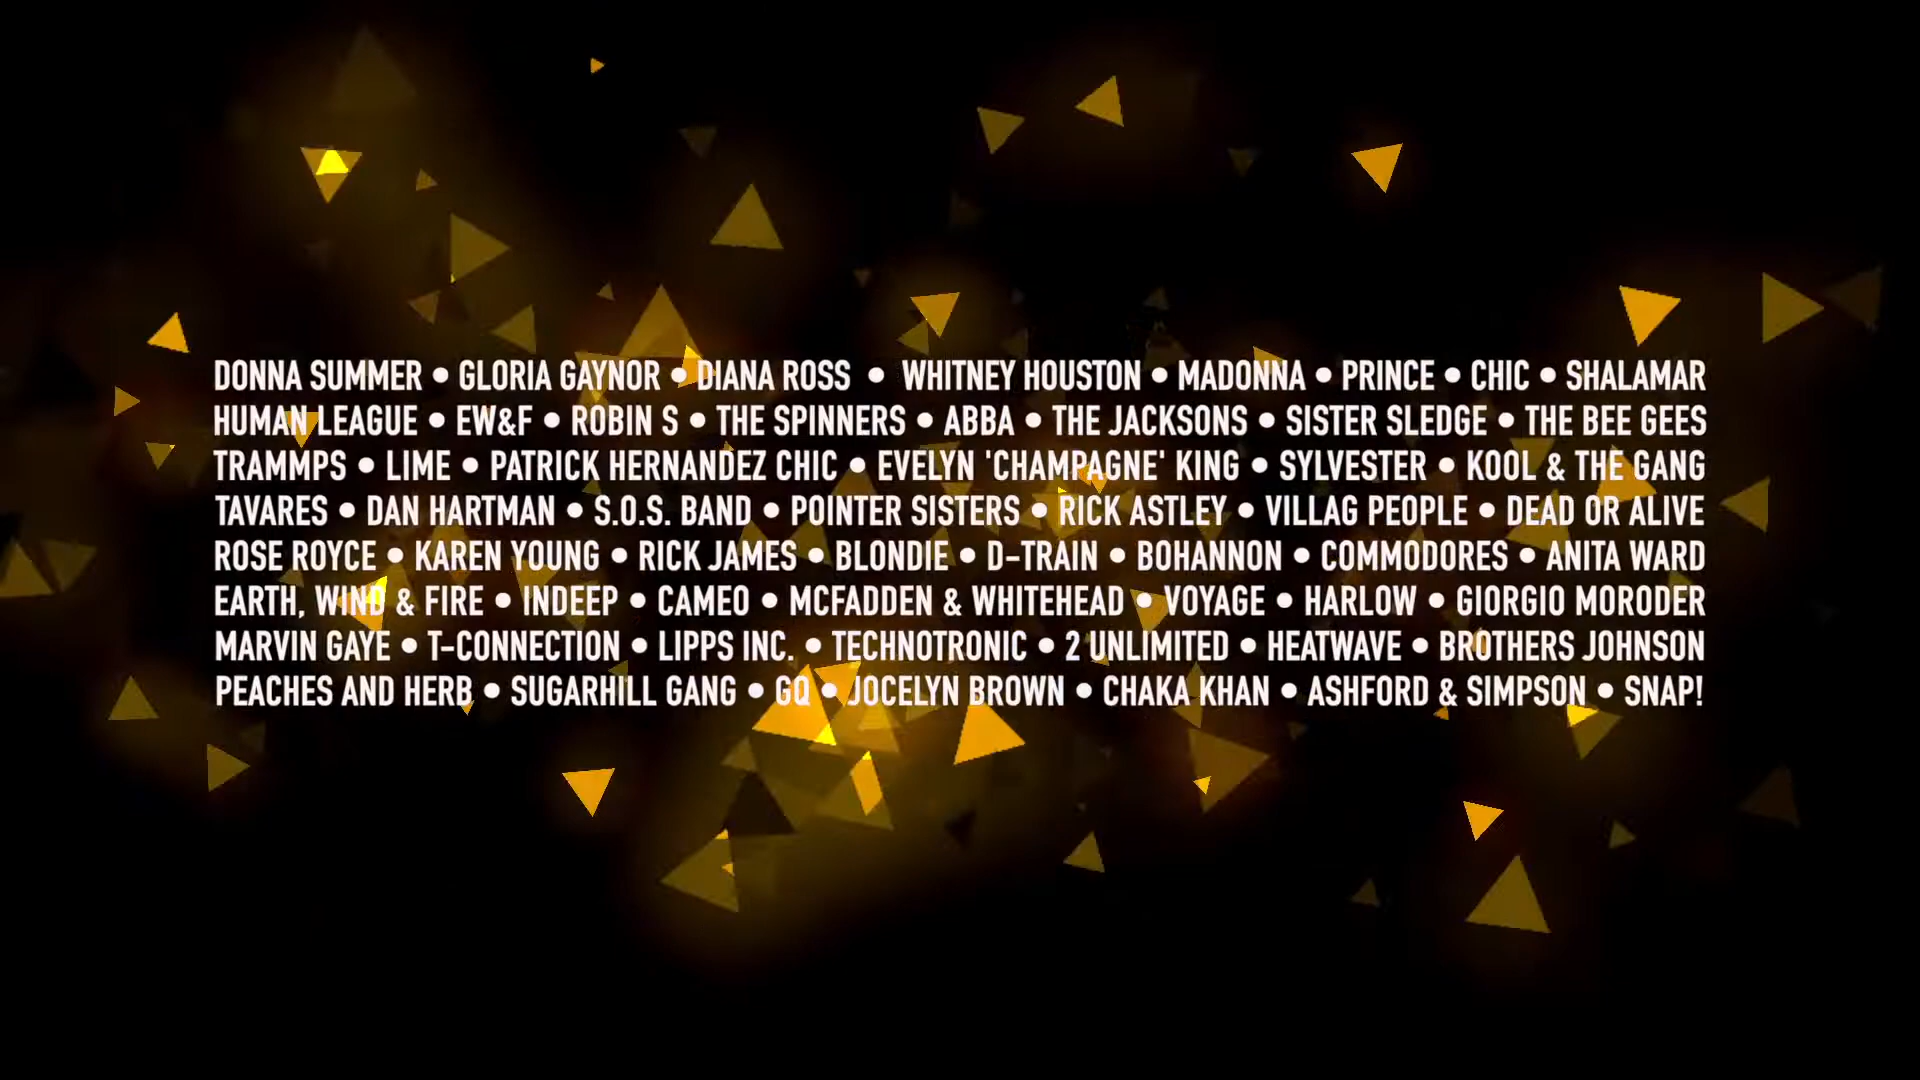 DONNA SUMMER • GLORIA GAYNOR • DIANA ROSS • WHITNEY HOUSTON • MADONNA • PRINCE • CHIC • SHALAMAR
HUMAN LEAGUE • EW&F • ROBIN S • THE SPINNERS • ABBA • THE JACKSONS • SISTER SLEDGE • THE BEE GEES
TRAMMPS • LIME • PATRICK HERNANDEZ CHIC • EVELYN 'CHAMPAGNE' KING • SYLVESTER • KOOL & THE GANG
TAVARES • DAN HARTMAN • S.O.S. BAND • POINTER SISTERS • RICK ASTLEY • VILLAG PEOPLE • DEAD OR ALIVE
ROSE ROYCE • KAREN YOUNG • RICK JAMES • BLONDIE • D-TRAIN • BOHANNON • COMMODORES • ANITA WARD
EARTH, WIND & FIRE • INDEEP • CAMEO • MCFADDEN & WHITEHEAD • VOYAGE • HARLOW • GIORGIO MORODER
MARVIN GAYE • T-CONNECTION • LIPPS INC. • TECHNOTRONIC • 2 UNLIMITED • HEATWAVE • BROTHERS JOHNSON
PEACHES AND HERB • SUGARHILL GANG • GQ • JOCELYN BROWN • CHAKA KHAN • ASHFORD & SIMPSON • SNAP!